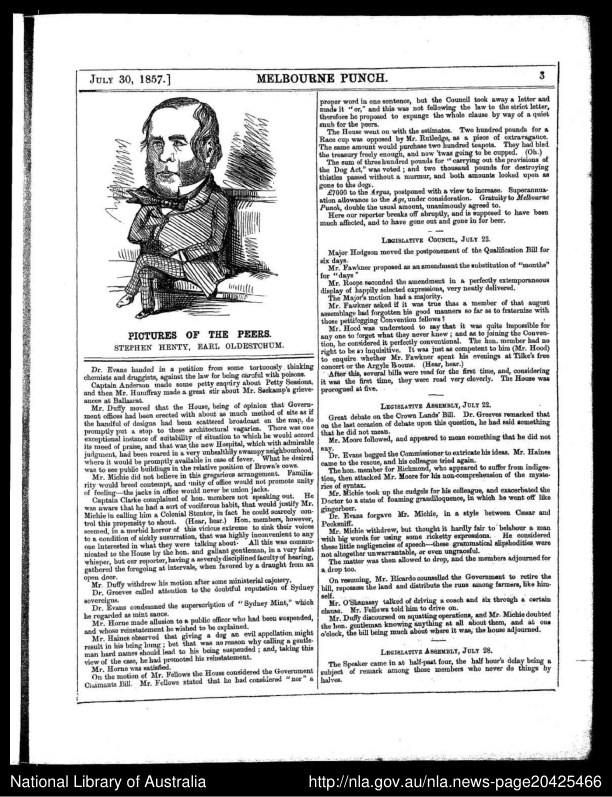 JULY 30, 1857.]
MELBOURNE PUNCH.
3
PICTURES OF THE PEERS.
STEPHEN HENTY, EARL OLDESTCHUM.
Dr. Evans handed in a petition from some tortuously thinking
chemists and druggists, against the law for being careful with poisons.
Captain Anderson made some petty enquiry about Petty Sessions,
and then Mr. Humffray made a great stir about Mr. Seekamp's griev-
ances at Ballaarat.
Mr. Duffy moved that the House, being of opinion that Govern-
ment offices had been erected with about as much method of site as if
the handful of designs had been scattered broadcast on the map, do
promptly put a stop to these architectural vagaries. There was one
exceptional instance of suitability of situation to which he would accord
its meed of praise, and that was the new Hospital, which with admirable
judgment, had been reared in a very unhealthily swampy neighbourhood,
where it would be promptly available in case of fever. What he desired
was to see public buildings in the relative position of Brown's cows.
Mr. Michie did not believe in this gregarious arrangement. Familia-
rity would breed contempt, and unity of office would not promote unity
of feeling—the jacks in office would never be union jacks.
Captain Clarke complained of hon. members not speaking out. He
was aware that he had a sort of vociferous habit, that would justify Mr.
Michie in calling him a Colonial Stentor, in fact he could scarcely con-
trol this propensity to shout. (Hear, hear.) Hon. members, however,
seemed, in a morbid horror of this vicious extreme to sink their voices
to a condition of sickly susurration, that was highly inconvenient to any
one interested in what they were talking about. All this was commu-
nicated to the House by the hon. and gallant gentleman, in a very faint
whisper, but our reporter, having a severely disciplined faculty of hearing,
gathered the foregoing at intervals, when favored by a draught from an
open door.
Mr. Duffy withdrew his motion after some ministerial cajolery.
Dr. Greeves called attention to the doubtful reputation of Sydney
sovereigns.
Dr. Evans condemned the superscription of "Sydney Mint," which
he regarded as mint sauce.
Mr. Horne made allusion to a public officer who had been suspended,
and whose reinstatement he wished to be explained.
Mr. Haines observed that giving a dog an evil appellation might
result in his being hung; but that was no reason why calling a gentle-
man hard names should lead to his being suspended; and, taking this
view of the case, he had promoted his reinstatement.
Mr. Horne was satisfied.
On the motion of Mr. Fellows the House considered the Government
Claimants Bill. Mr. Fellows stated that he had considered "nor" a
proper word in one sentence, but the Council took away a letter and
made it "or," and this was not following the law to the strict letter,
therefore he proposed to expunge the whole clause by way of a quiet
snub for the peers.
The House went on with the estimates. Two hundred pounds for a
Race cup was opposed by Mr. Rutledge, as a piece of extravagance.
The same amount would purchase two hundred teapots. They had bled
the treasury freely enough, and now 'twas going to be cupped. (Oh.)
The sum of three hundred pounds for "carrying out the provisions of
the Dog Act," was voted; and two thousand pounds for destroying
thistles passed without a murmur, and both amounts looked upon as
gone to the dogs.
£7000 to the Argus, postponed with a view to increase. Superannua-
tion allowance to the Age, under consideration. Gratuity to Melbourne
Punch, double the usual amount, unanimously agreed to.
Here our reporter breaks off abruptly, and is supposed to have been
much affected, and to have gone out and gone in for beer.
LEGISLATIVE COUNCIL, JULY 22.
Major Hodgson moved the postponement of the Qualification Bill for
six days.
Mr. Fawkner proposed as an amendment the substitution of "months"
for "days"
Mr. Roope seconded the amendment in a perfectly extemporaneous
display of happily selected expressions, very neatly delivered.
The Major's motion had a majority.
Mr. Fawkner asked if it was true that a member of that august
assemblage had forgotten his good manners so far as to fraternize with
those pettifogging Convention fellows?
Mr. Hood was understood to say that it was quite impossible for
any one to forget what they never knew; and as to joining the Conven-
tion, he considered it perfectly conventional. The hon. member had no
right to be so inquisitive. It was just as competent to him (Mr. Hood)
to enquire whether Mr. Fawkner spent his evenings at Tilke's free
concert or the Argyle Rooms. (Hear, hear.)
After this, several bills were read for the first time, and, considering
it was the first time, they were read very cleverly. The House was
prorogued at five.
LEGISLATIVE ASSEMBLY, JULY 22.
Great debate on the Crown Lands' Bill. Dr. Greeves remarked that
on the last occasion of debate upon this question, he had said something
that he did not mean.
Mr. Moore followed, and appeared to mean something that he did not
say.
Dr. Evans begged the Commissioner to extricate his ideas. Mr. Haines
came to the rescue, and his colleague tried again.
The hon. member for Richmond, who appeared to suffer from indiges-
tion, then attacked Mr. Moore for his non-comprehension of the myste-
ries of syntax.
Mr. Michie took up the cudgels for his colleague, and exacerbated the
Doctor to a state of foaming grandiloquence, in which he went off like
gingerbeer.
Dr. Evans forgave Mr. Michie, in a style between Cæsar and
Pecksniff.
Mr. Michie withdrew, but thought it hardly fair to belabour a man
with big words for using some ricketty expressions. He considered
these little negligencies of speech—these grammatical slipshodities were
not altogether unwarrantable, or even ungraceful.
The matter was then allowed to drop, and the members adjourned for
a drop too.
On resuming, Mr. Ricardo counselled the Government to retire the
bill, repossess the land and distribute the runs among farmers, like him-
self.
Mr. O'Shanassy talked of driving a coach and six through a certain
clause. Mr. Fellows told him to drive on.
Mr. Duffy discoursed on squatting operations, and Mr. Michie doubted
the hon. gentleman knowing anything at all about them, and at one
o'clock, the bill being much about where it was, the house adjourned.
LEGISLATIVE ASSEMBLY, JULY 28.
The Speaker came in at half-past four, the half hour's delay being a
subject of remark among those members who never do things by
halves.
National Library of Australia
http://nla.gov.au/nla.news-page20425466